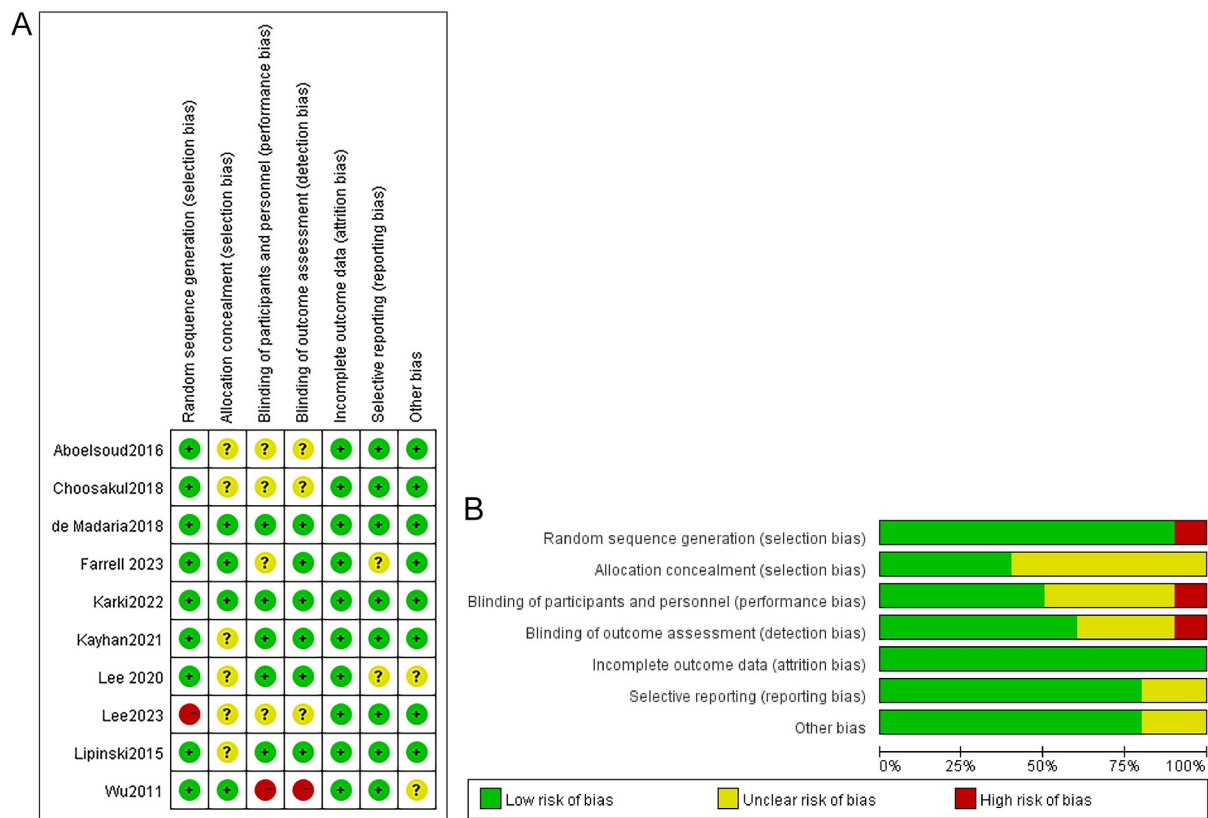 A
Random sequence generation (selection bias)
Allocation concealment (selection bias)
Blinding of participants and personnel (performance bias)
Blinding of outcome assessment (detection bias)
Incomplete outcome data (attrition bias)
Selective reporting (reporting bias)
Other bias
Aboelsoud2016 + ? ? ? + + +
Choosakul2018 + ? ? ? + + +
de Madaria2018 + + + + + + +
Farrell 2023 + + ? + + ? +
Karki2022 + + + + + + +
Kayhan2021 + ? + + + + +
Lee 2020 + ? + + + ? ?
Lee2023 - ? ? ? + + +
Lipinski2015 + ? + + + + +
Wu2011 + + - - + + ?
B
Random sequence generation (selection bias)
Allocation concealment (selection bias)
Blinding of participants and personnel (performance bias)
Blinding of outcome assessment (detection bias)
Incomplete outcome data (attrition bias)
Selective reporting (reporting bias)
Other bias
0% 25% 50% 75% 100%
Low risk of bias Unclear risk of bias High risk of bias